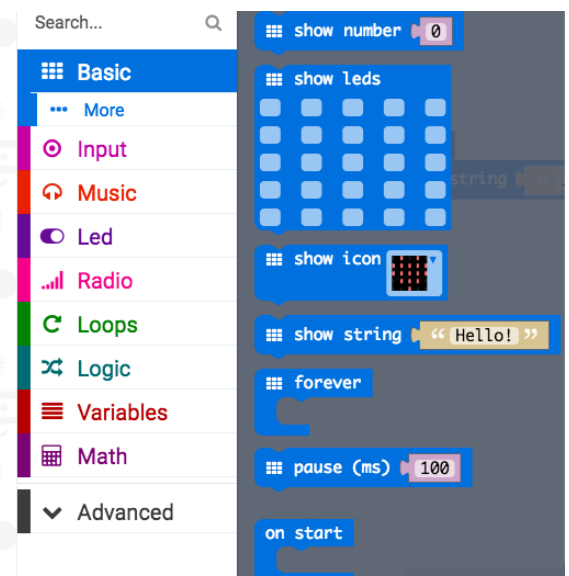 Search...
Basic
More
Input
Music
Led
Radio
Loops
Logic
Variables
Math
Advanced
show number 0
show leds
string “
show icon
show string “ Hello! ”
forever
pause (ms) 100
on start